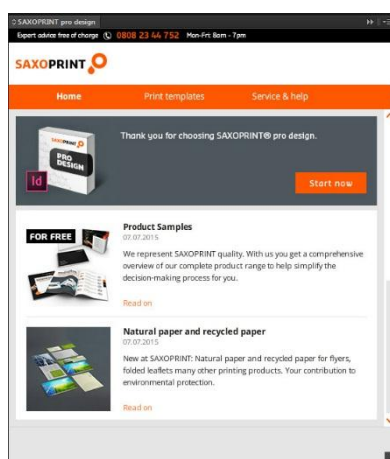 SAXOPRINT pro design
Expert advice free of charge 0808 23 44 752 Mon-Fri: 8am - 7pm
SAXOPRINT
Home Print templates Service & help
Thank you for choosing SAXOPRINT® pro design.
SAXOPRINT
PRO
DESIGN
Id
Start now
FOR FREE
Product Samples
07.07.2015
We represent SAXOPRINT quality. With us you get a comprehensive
overview of our complete product range to help simplify the
decision-making process for you.
Read on
Natural paper and recycled paper
07.07.2015
New at SAXOPRINT: Natural paper and recycled paper for flyers,
folded leaflets many other printing products. Your contribution to
environmental protection.
Read on